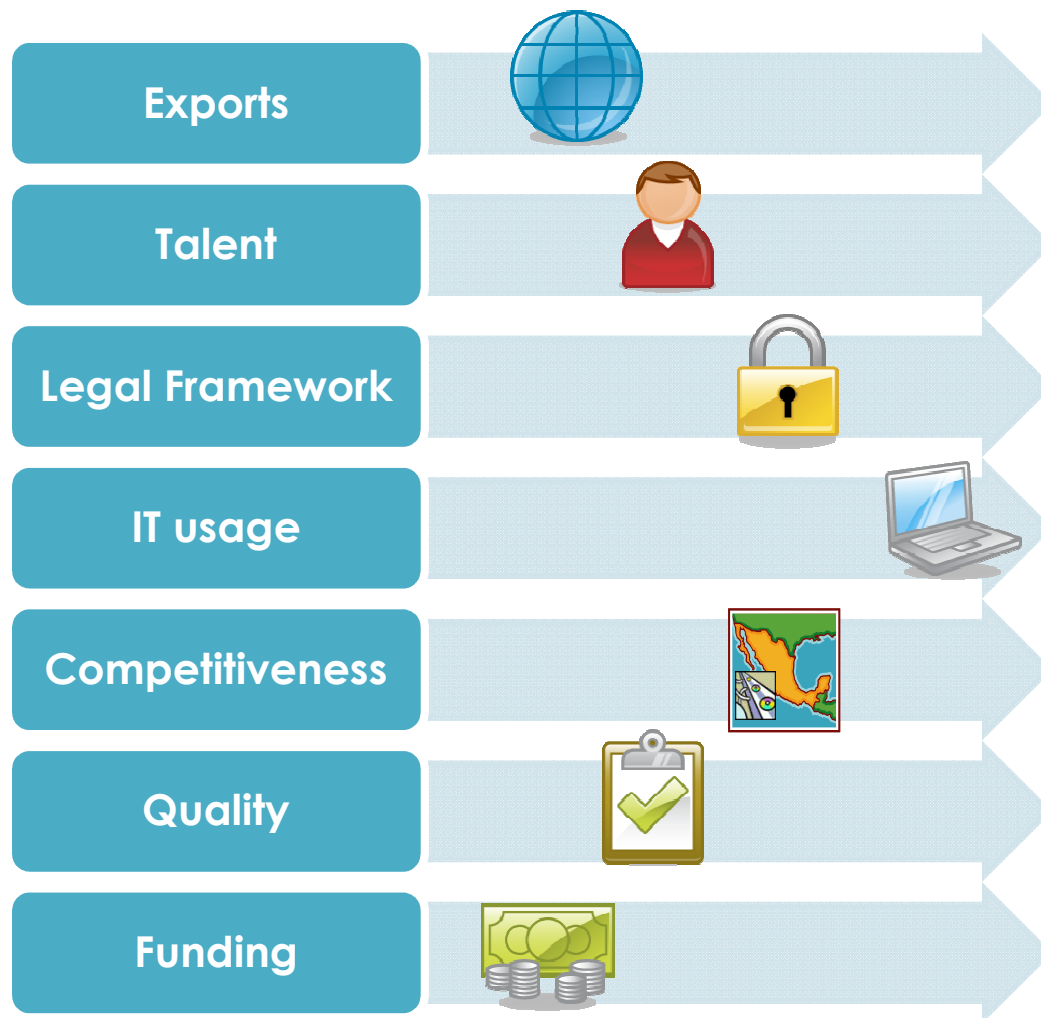 Exports
Talent
Legal Framework
IT usage
Competitiveness
Quality
Funding